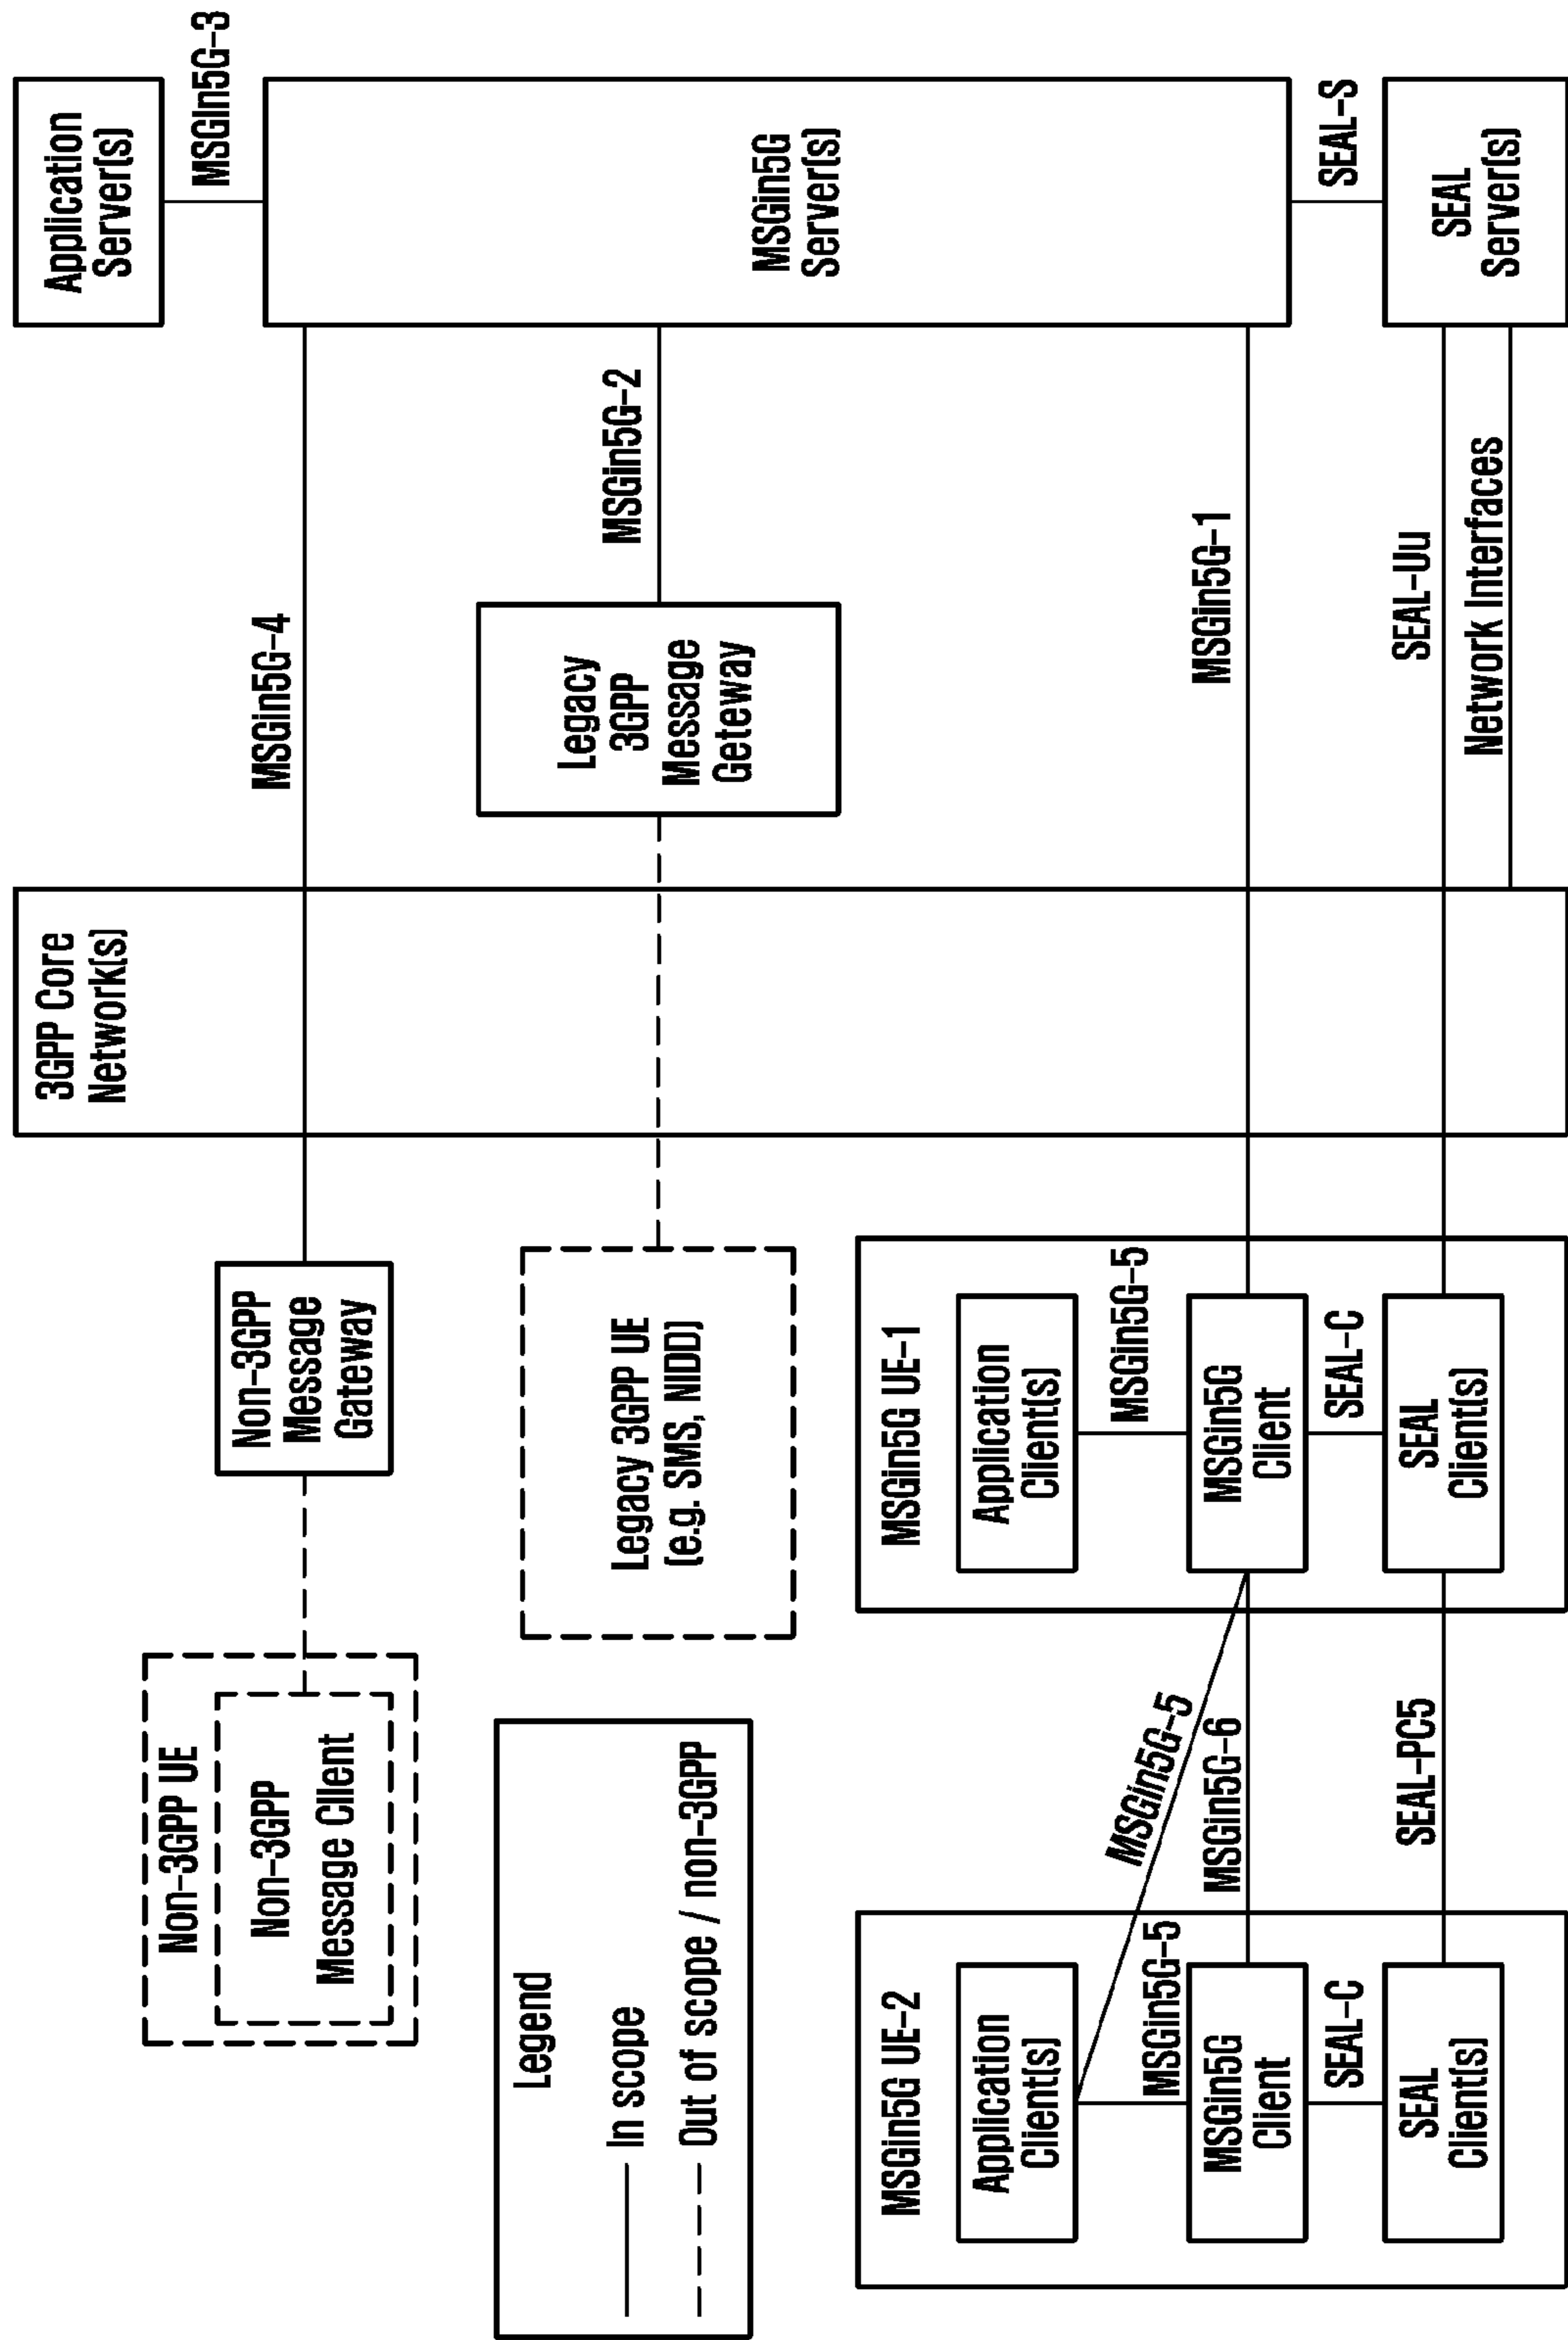 Non-3GPP UE
Non-3GPP
Message Cllent
Non-3GPP
Message
Gateway
MSGin5G-4
3GPP Core
Network(s)
Application
Server(s)
MSGIn5G-3
Legend
In scope
Out of scope / non-3GPP
Legacy 3GPP UE
(e.g. SMS, NIDD)
Legacy
3GPP
Message
Geteway
MSGin5G-2
MSGin5G
Server(s)
MSGin5G UE-2
Application
Client(s)
MSGin5G-5
MSGin5G
Client
SEAL-C
SEAL
Client(s)
MSGin5G-5
MSGin5G-6
SEAL-PC5
MSGin5G UE-1
Application
Client(s)
MSGin5G-5
MSGin5G
Client
SEAL-C
SEAL
Client(s)
MSGin5G-1
SEAL-Uu
Network Interfaces
SEAL-S
SEAL
Server(s)